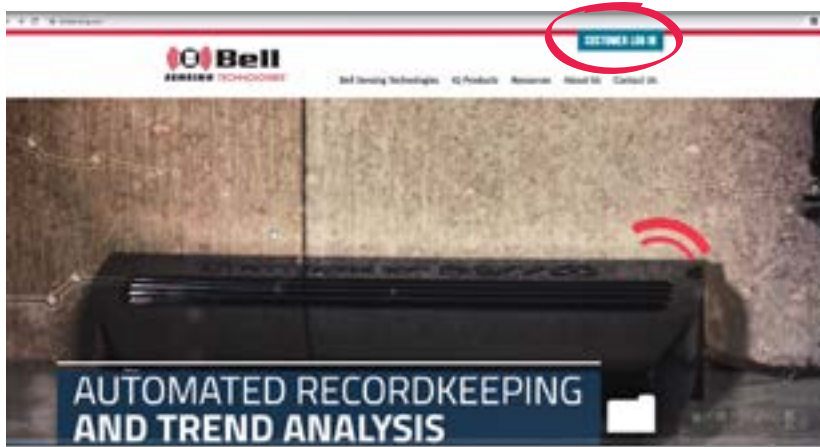 CUSTOMER LOG IN
Bell
SENSING TECHNOLOGIES
Bell Sensing Technologies IQ Products Resources About Us Contact Us
AUTOMATED RECORDKEEPING
AND TREND ANALYSIS